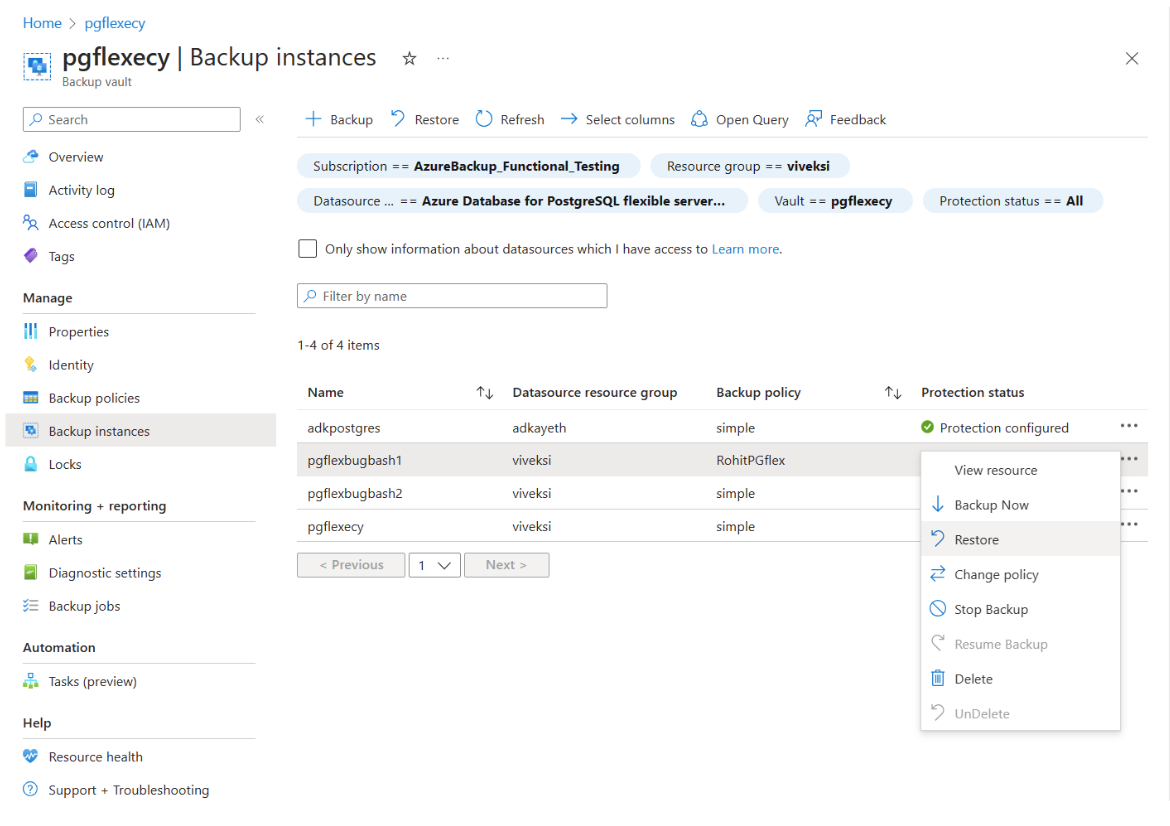 Home > pgflexecy
pgflexecy | Backup instances ☆ ···
Backup vault
Search
«
Overview
Activity log
Access control (IAM)
Tags
Manage
Properties
Identity
Backup policies
Backup instances
Locks
Monitoring + reporting
Alerts
Diagnostic settings
Backup jobs
Automation
Tasks (preview)
Help
Resource health
Support + Troubleshooting
Backup Restore Refresh Select columns Open Query Feedback
Subscription == AzureBackup_Functional_Testing Resource group == viveksi
Datasource ... == Azure Database for PostgreSQL flexible server... Vault == pgflexecy Protection status == All
Only show information about datasources which I have access to Learn more.
Filter by name
1-4 of 4 items
Name Datasource resource group Backup policy Protection status
adkpostgres adkayeth simple Protection configured
pgflexbugbash1 viveksi RohitPGflex
pgflexbugbash2 viveksi simple
pgflexecy viveksi simple
< Previous 1 Next >
View resource
Backup Now
Restore
Change policy
Stop Backup
Resume Backup
Delete
UnDelete